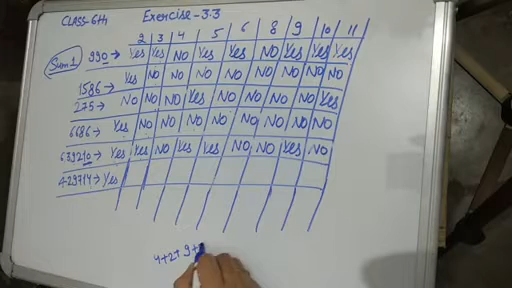 CLASS-6th Exercise-3.3
2 3 4 5 6 8 9 10 11
Sum1 990→ Yes Yes NO Yes Yes NO Yes Yes Yes
1586→ Yes NO NO NO NO NO NO NO NO
275→ NO NO NO Yes NO NO NO NO Yes
6686→ Yes NO NO NO NO NO NO NO
639210→ Yes Yes NO Yes Yes NO NO Yes NO
429714→ Yes
4+2+9+